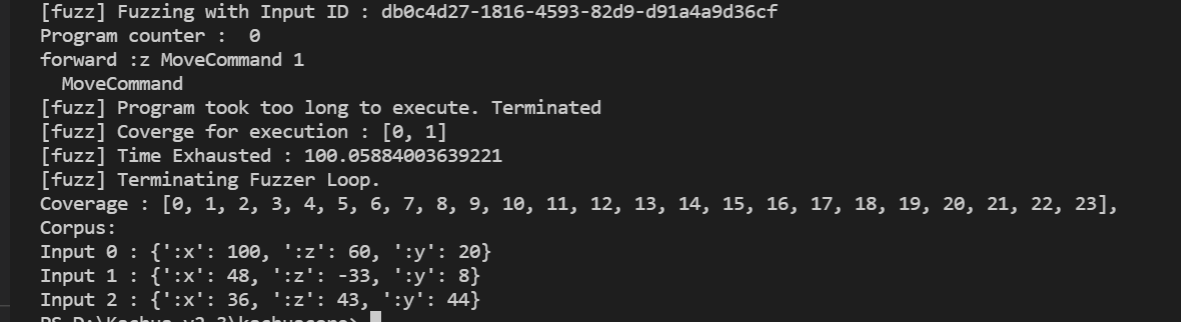 [fuzz] Fuzzing with Input ID : db0c4d27-1816-4593-82d9-d91a4a9d36cf
Program counter :  0
forward :z MoveCommand 1
  MoveCommand
[fuzz] Program took too long to execute. Terminated
[fuzz] Coverge for execution : [0, 1]
[fuzz] Time Exhausted : 100.05884003639221
[fuzz] Terminating Fuzzer Loop.
Coverage : [0, 1, 2, 3, 4, 5, 6, 7, 8, 9, 10, 11, 12, 13, 14, 15, 16, 17, 18, 19, 20, 21, 22, 23],
Corpus:
Input 0 : {':x': 100, ':z': 60, ':y': 20}
Input 1 : {':x': 48, ':z': -33, ':y': 8}
Input 2 : {':x': 36, ':z': 43, ':y': 44}